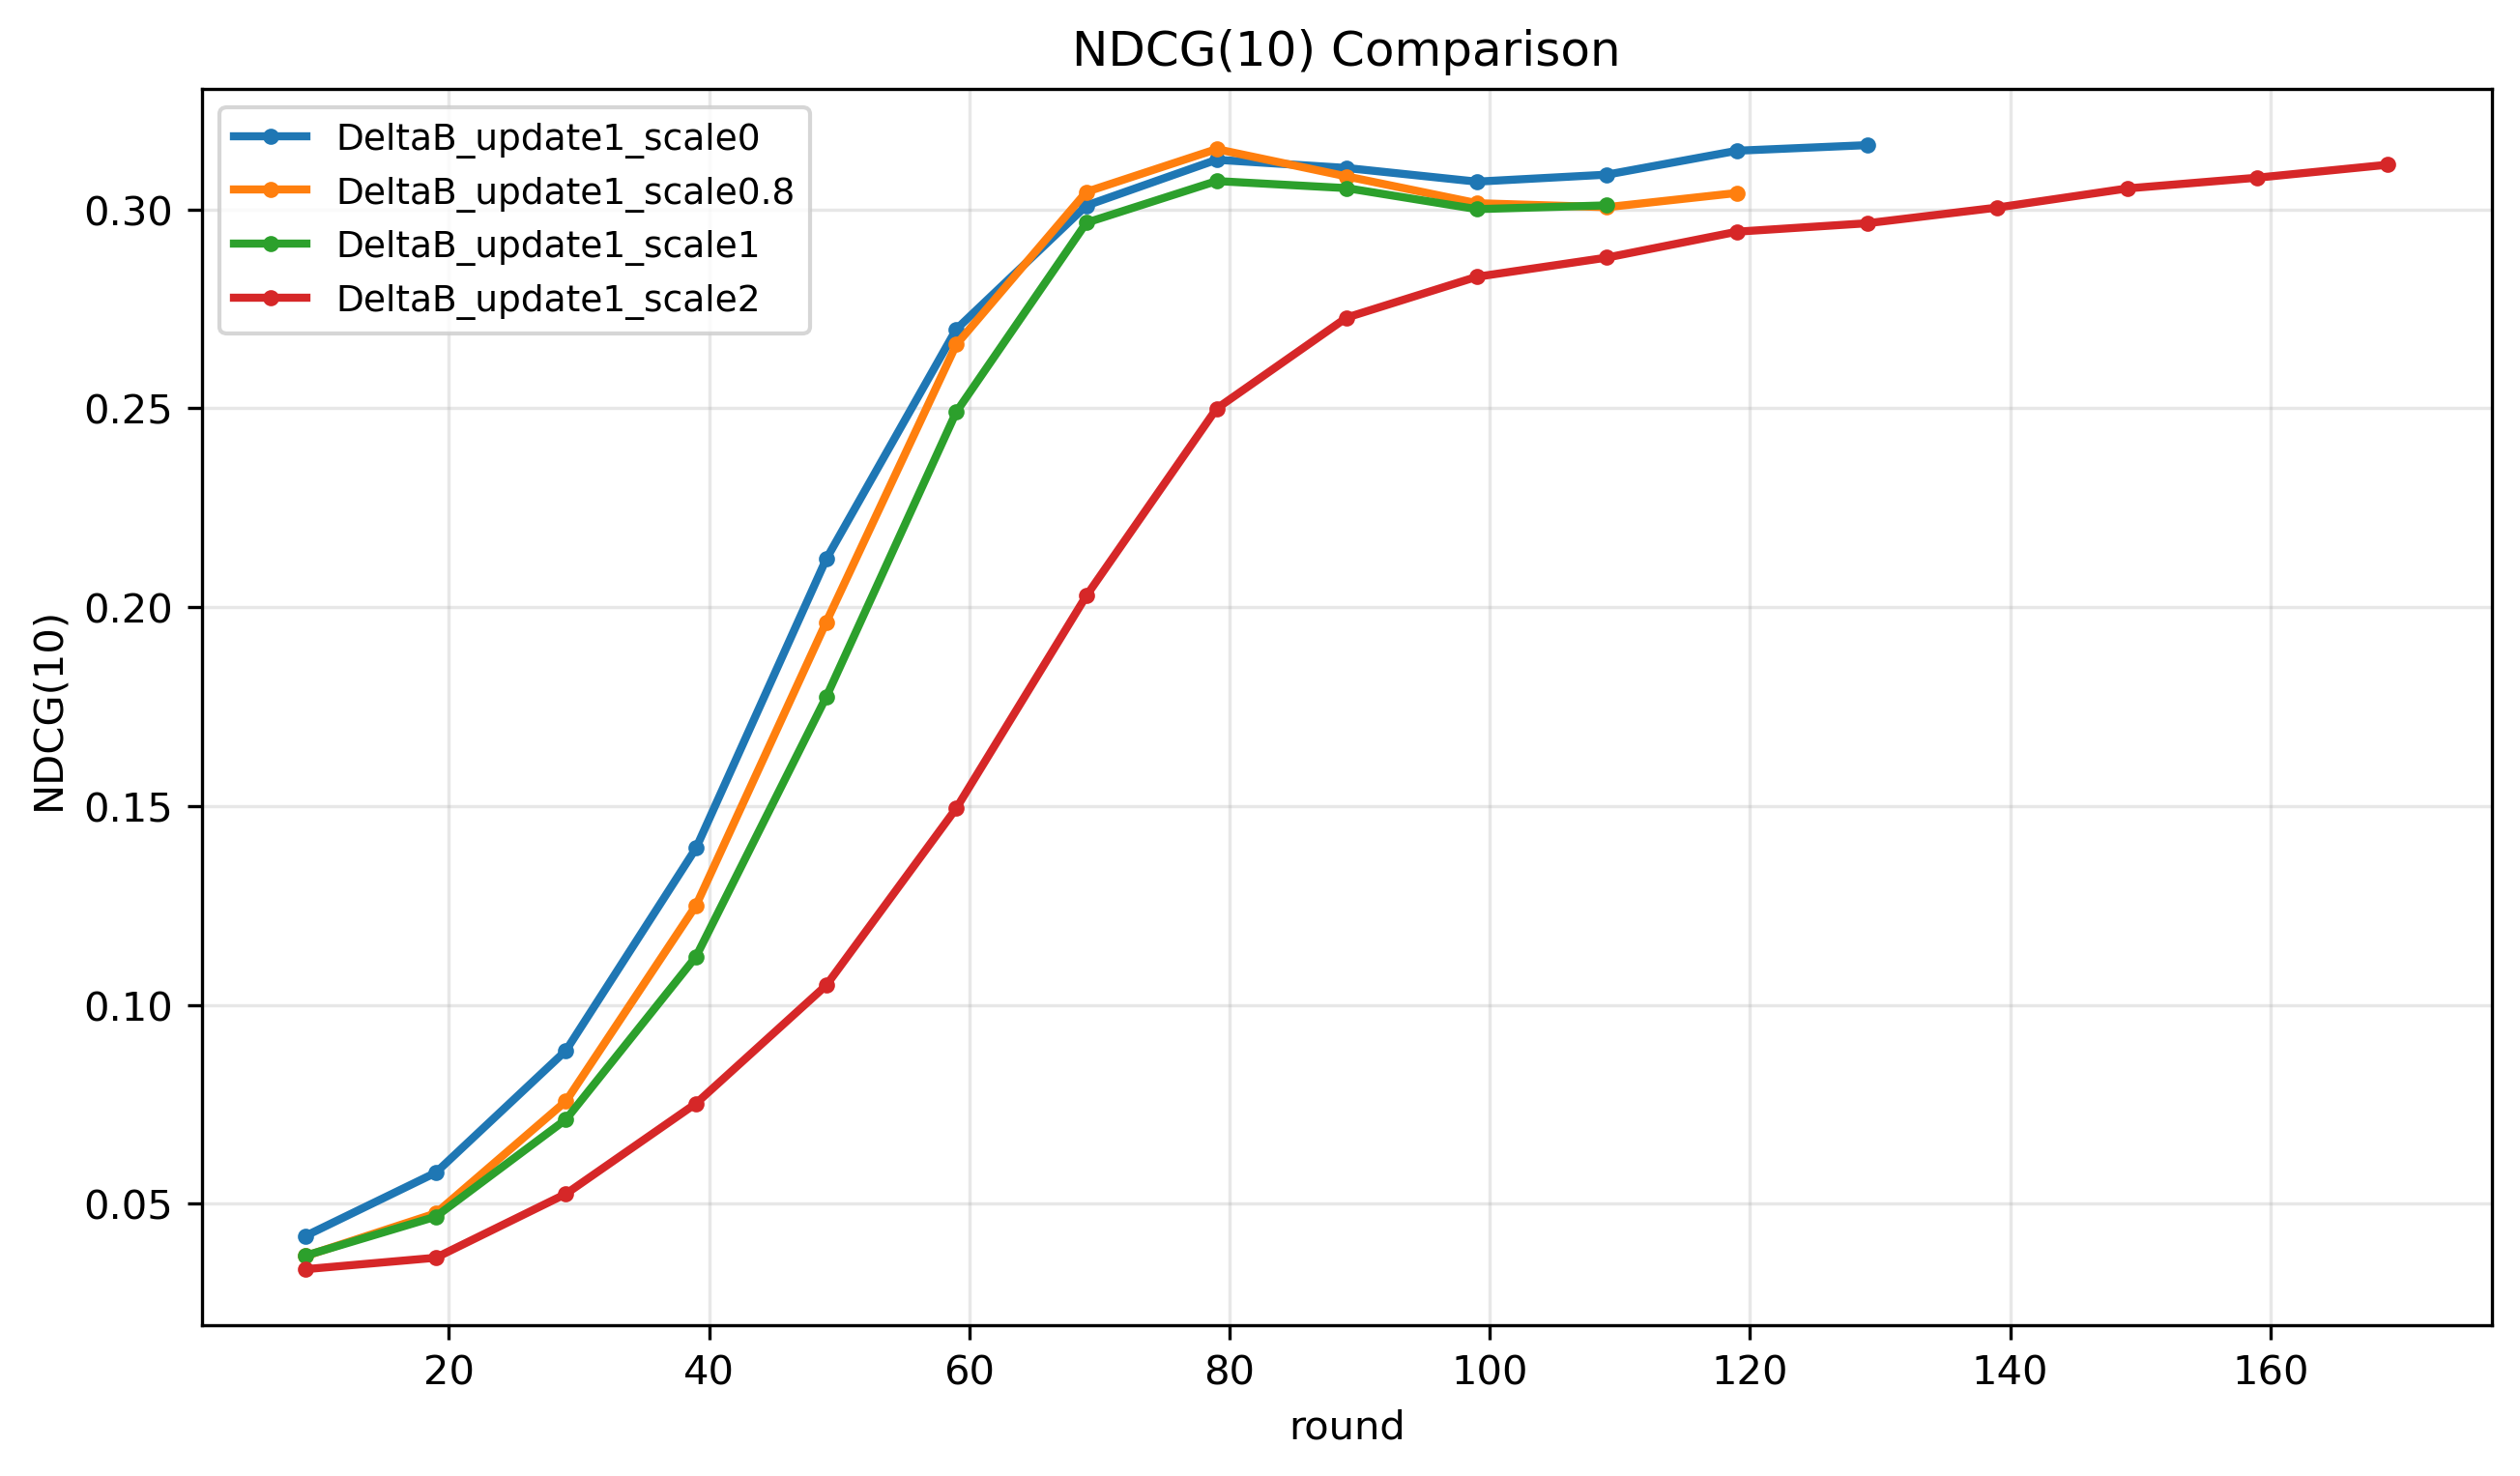 NDCG(10) Comparison
DeltaB_update1_scale0
DeltaB_update1_scale0.8
DeltaB_update1_scale1
DeltaB_update1_scale2
NDCG(10)
0.30
0.25
0.20
0.15
0.10
0.05
20 40 60 80 100 120 140 160
round